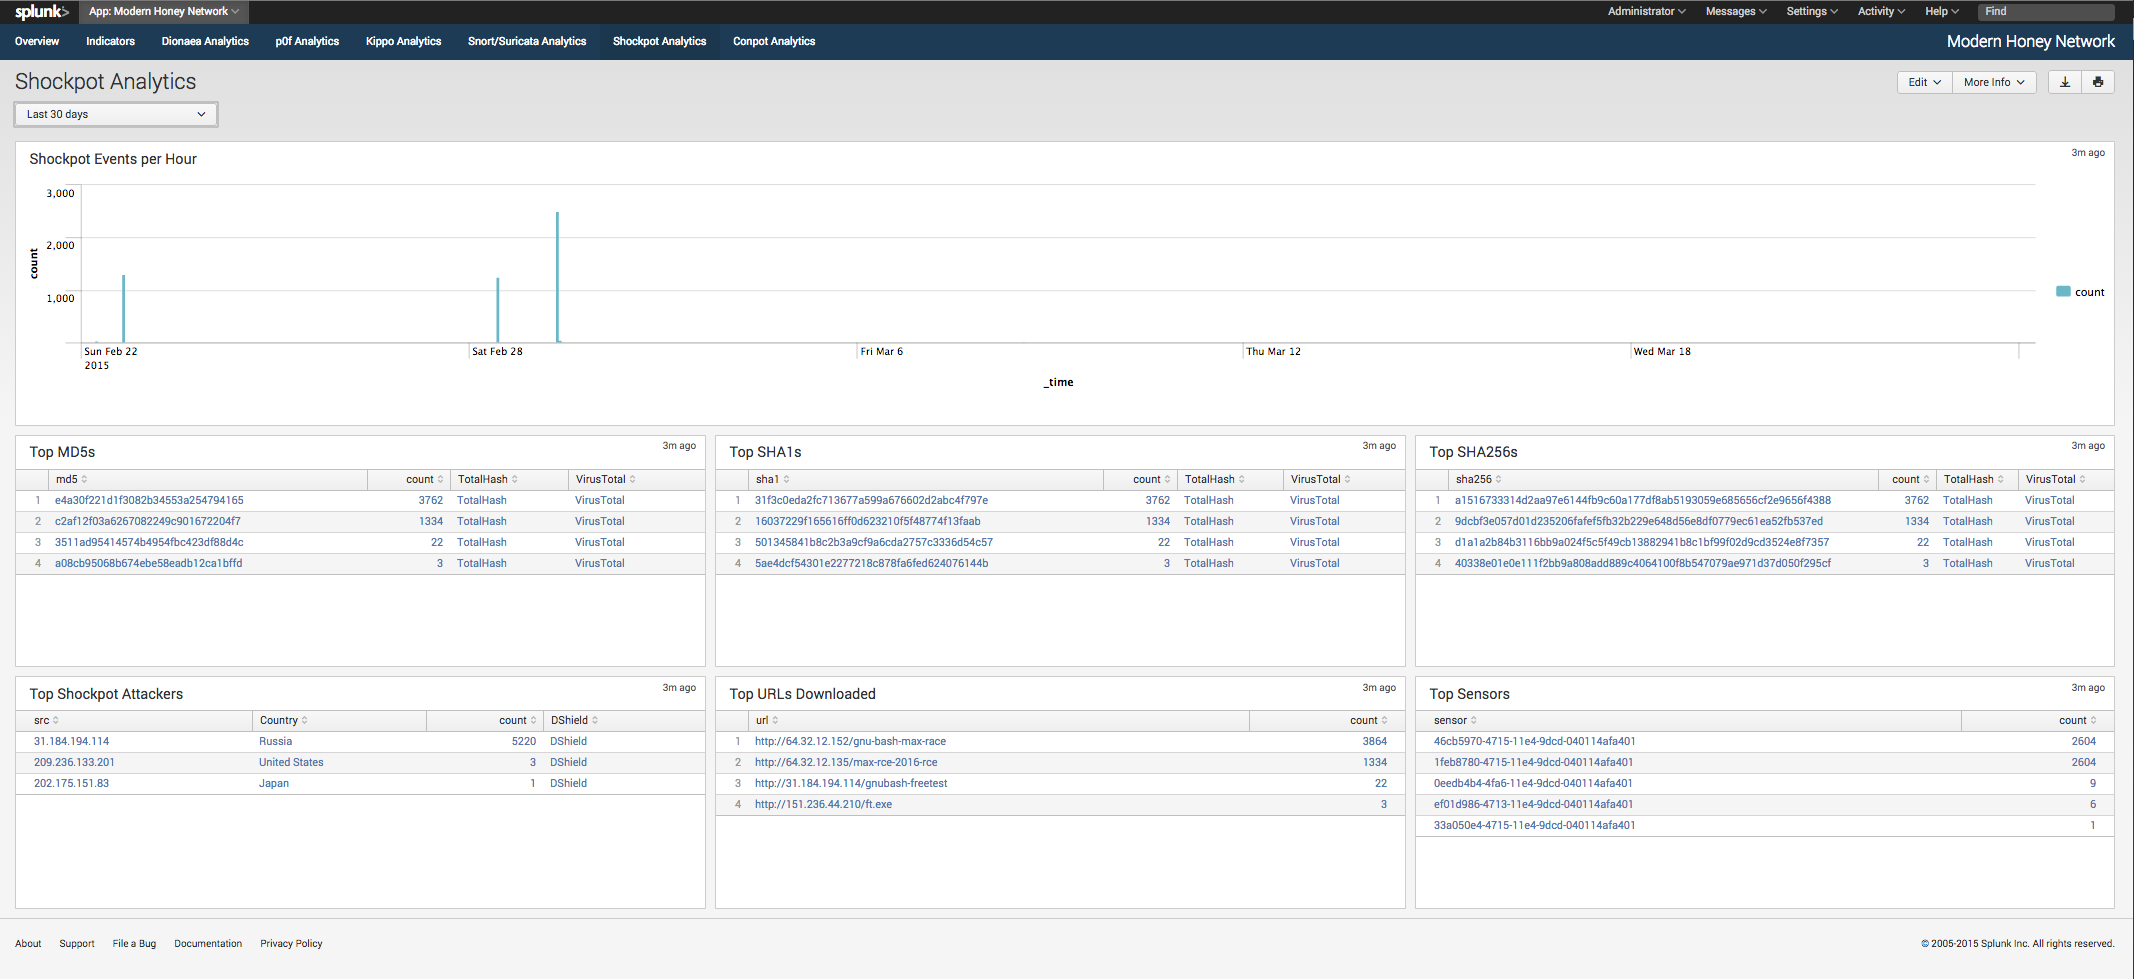 splunk> App: Modern Honey Network Administrator Messages Settings Activity Help Find
Overview Indicators Dionaea Analytics p0f Analytics Kippo Analytics Snort/Suricata Analytics Shockpot Analytics Conpot Analytics Modern Honey Network
Shockpot Analytics Edit More Info
Last 30 days
Shockpot Events per Hour 3m ago
3,000
2,000
1,000
count
count
Sun Feb 22 Sat Feb 28 Fri Mar 6 Thu Mar 12 Wed Mar 18
2015
_time
Top MD5s 3m ago
md5 count TotalHash VirusTotal
1 e4a30f221d1f3082b34553a254794165 3762 TotalHash VirusTotal
2 c2af12f03a6267082249c901672204f7 1334 TotalHash VirusTotal
3 3511ad95414574b4954fbc423df88d4c 22 TotalHash VirusTotal
4 a08cb95068b674ebe58eadb12ca1bffd 3 TotalHash VirusTotal
Top SHA1s 3m ago
sha1 count TotalHash VirusTotal
1 31f3c0eda2fc713677a599a676602d2abc4f797e 3762 TotalHash VirusTotal
2 16037229f165616ff0d623210f5f48774f13faab 1334 TotalHash VirusTotal
3 501345841b8c2b3a9cf9a6cda2757c3336d54c57 22 TotalHash VirusTotal
4 5ae4dcf54301e2277218c878fa6fed624076144b 3 TotalHash VirusTotal
Top SHA256s 3m ago
sha256 count TotalHash VirusTotal
1 a1516733314d2aa97e6144fb9c60a177df8ab5193059e685656cf2e9656f4388 3762 TotalHash VirusTotal
2 9dcbf3e057d01d235206fafef5fb32b229e648d56e8df0779ec61ea52fb537ed 1334 TotalHash VirusTotal
3 d1a1a2b84b3116bb9a024f5c5f49cb13882941b8c1bf99f02d9cd3524e8f7357 22 TotalHash VirusTotal
4 40338e01e0e111f2bb9a808add889c4064100f8b547079ae971d37d050f295cf 3 TotalHash VirusTotal
Top Shockpot Attackers 3m ago
src Country count DShield
31.184.194.114 Russia 5220 DShield
209.236.133.201 United States 3 DShield
202.175.151.83 Japan 1 DShield
Top URLs Downloaded 3m ago
url count
1 http://64.32.12.152/gnu-bash-max-race 3864
2 http://64.32.12.135/max-rce-2016-rce 1334
3 http://31.184.194.114/gnubash-freetest 22
4 http://151.236.44.210/ft.exe 3
Top Sensors 3m ago
sensor count
46cb5970-4715-11e4-9dcd-040114afa401 2604
1feb8780-4715-11e4-9dcd-040114afa401 2604
0eedb4b4-4fa6-11e4-9dcd-040114afa401 9
ef01d986-4713-11e4-9dcd-040114afa401 6
33a050e4-4715-11e4-9dcd-040114afa401 1
About Support File a Bug Documentation Privacy Policy © 2005-2015 Splunk Inc. All rights reserved.